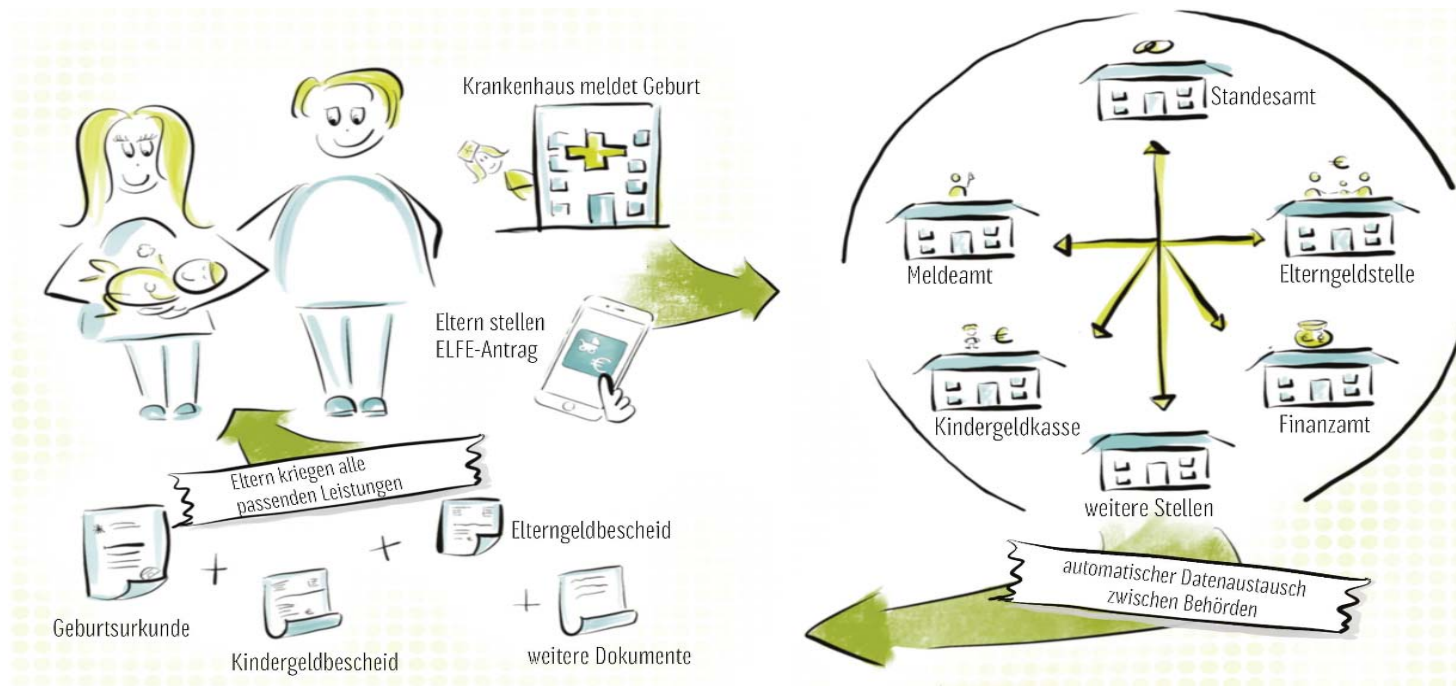 Krankenhaus meldet Geburt
Eltern stellen
ELFE-Antrag
Standesamt
Meldeamt
Elterngeldstelle
Kindergeldkasse
Finanzamt
weitere Stellen
automatischer Datenaustausch
zwischen Behörden
Eltern kriegen alle
passenden Leistungen
Geburtsurkunde
+
Kindergeldbescheid
+
Elterngeldbescheid
+
weitere Dokumente